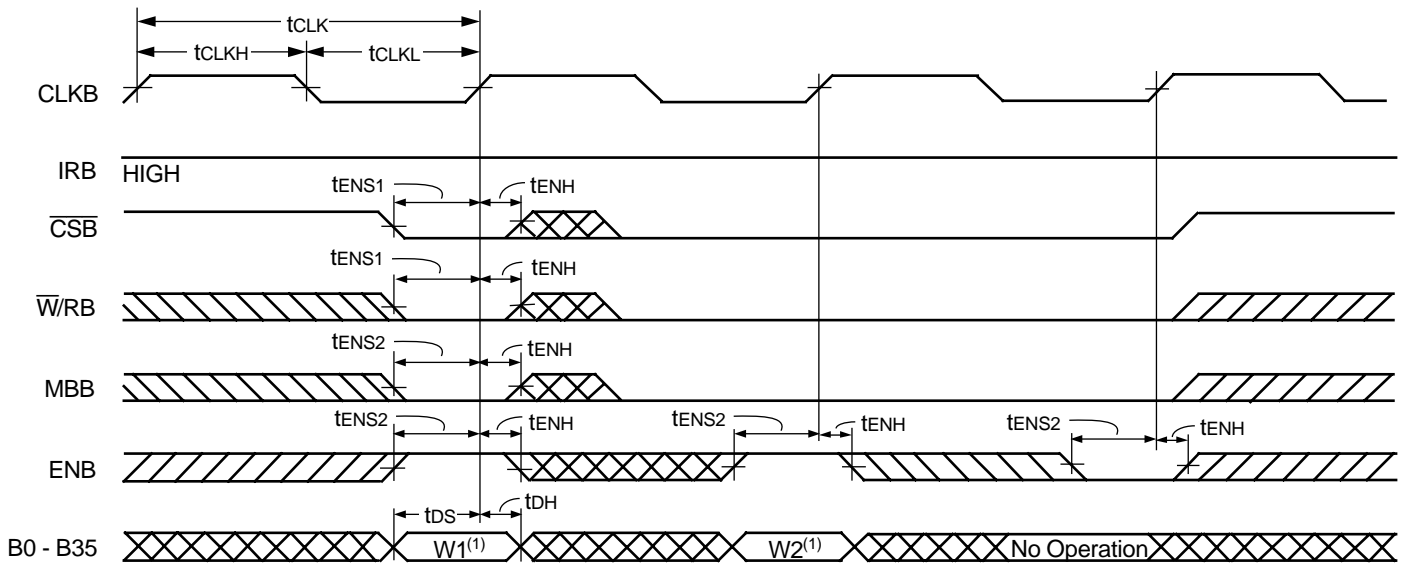 tCLK
tCLKH tCLKL
CLKB
IRB HIGH
tENS1 tENH
CSB
tENS1 tENH
W/RB
tENS2 tENH
MBB
tENS2 tENH tENS2 tENH tENS2 tENH
ENB
tDS tDH
B0 - B35 W1(1) W2(1) No Operation